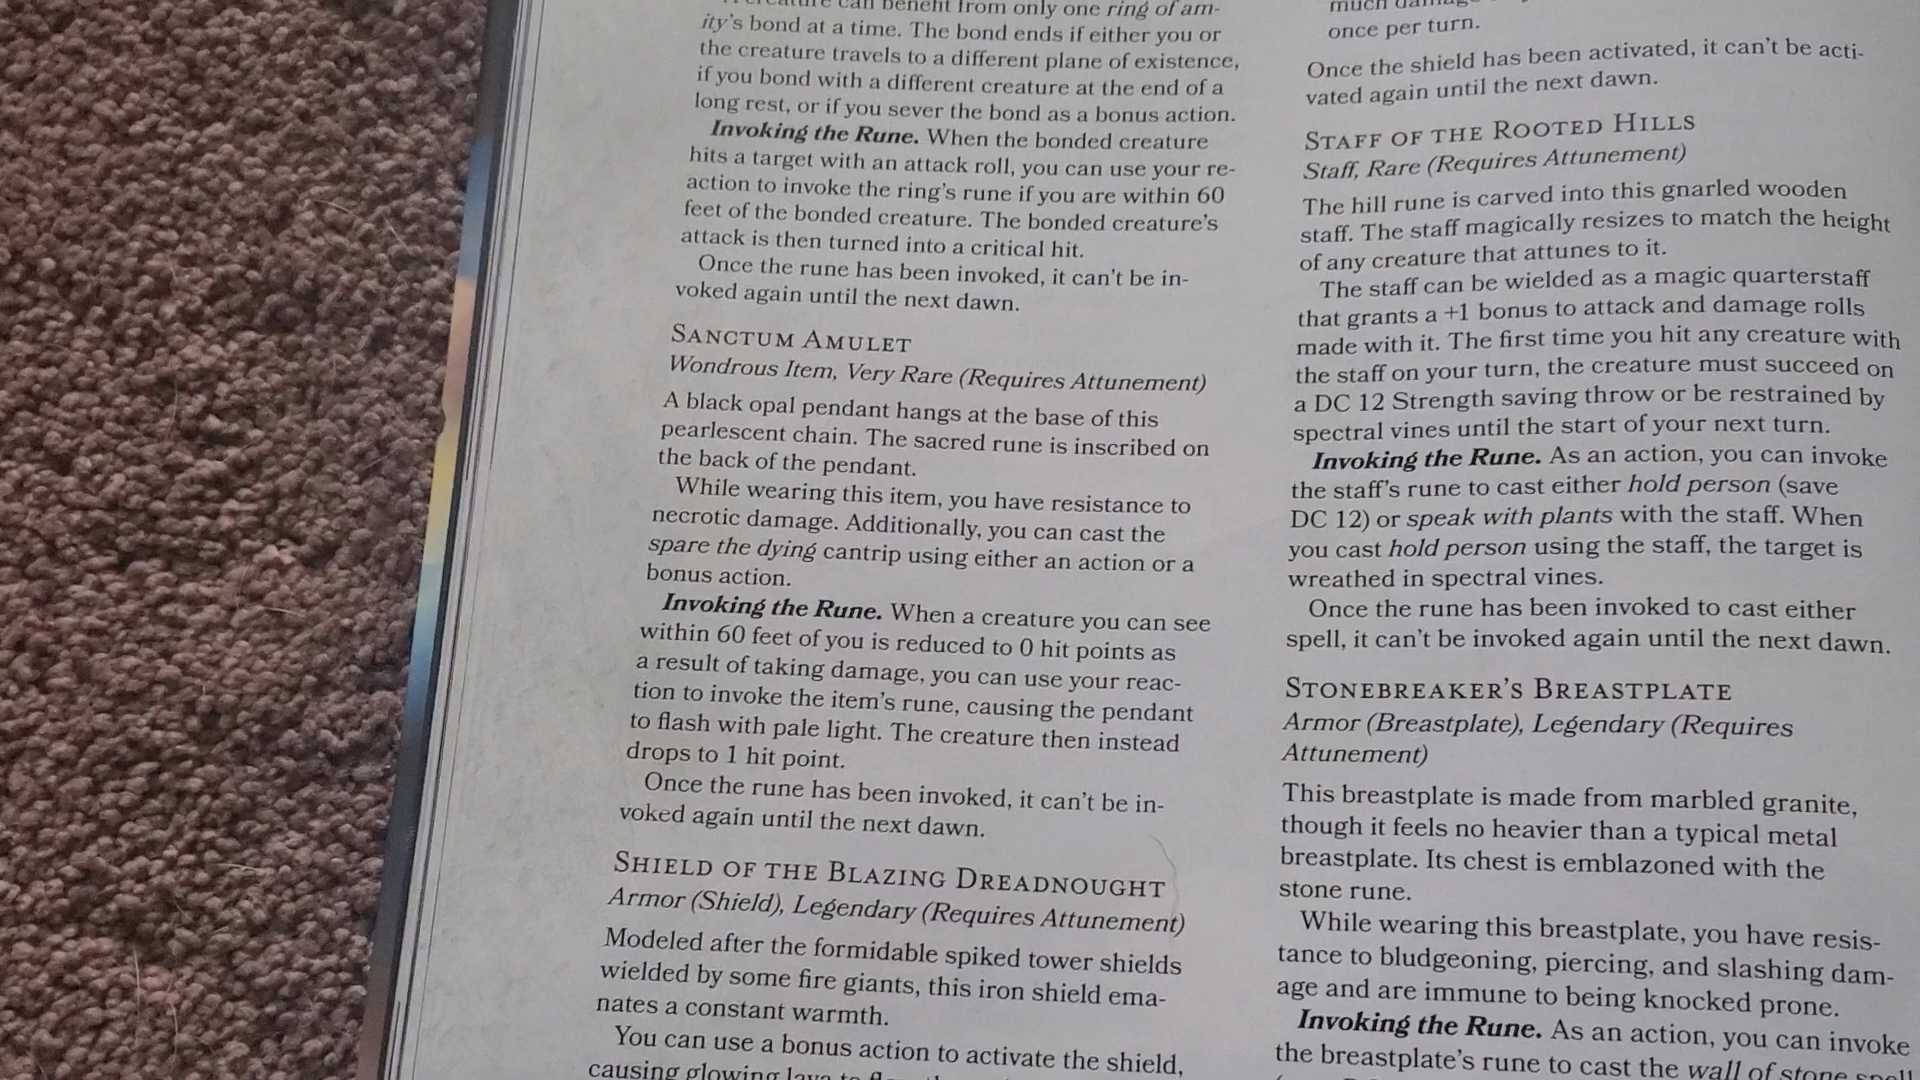 creature can benefit from only one ring of am-
ity's bond at a time. The bond ends if either you or
the creature travels to a different plane of existence,
if you bond with a different creature at the end of a
long rest, or if you sever the bond as a bonus action.
Invoking the Rune. When the bonded creature
hits a target with an attack roll, you can use your re-
action to invoke the ring's rune if you are within 60
feet of the bonded creature. The bonded creature's
attack is then turned into a critical hit.
Once the rune has been invoked, it can't be in-
voked again until the next dawn.
SANCTUM AMULET
Wondrous Item, Very Rare (Requires Attunement)
A black opal pendant hangs at the base of this
pearlescent chain. The sacred rune is inscribed on
the back of the pendant.
While wearing this item, you have resistance to
necrotic damage. Additionally, you can cast the
spare the dying cantrip using either an action or a
bonus action.
Invoking the Rune. When a creature you can see
within 60 feet of you is reduced to 0 hit points as
a result of taking damage, you can use your reac-
tion to invoke the item's rune, causing the pendant
to flash with pale light. The creature then instead
drops to 1 hit point.
Once the rune has been invoked, it can't be in-
voked again until the next dawn.
SHIELD OF THE BLAZING DREADNOUGHT
Armor (Shield), Legendary (Requires Attunement)
Modeled after the formidable spiked tower shields
wielded by some fire giants, this iron shield ema-
nates a constant warmth.
You can use a bonus action to activate the shield,
causing glowing lava to
much
once per turn.
Once the shield has been activated, it can't be acti-
vated again until the next dawn.
STAFF OF THE ROOTED HILLS
Staff, Rare (Requires Attunement)
The hill rune is carved into this gnarled wooden
staff. The staff magically resizes to match the height
of any creature that attunes to it.
The staff can be wielded as a magic quarterstaff
that grants a +1 bonus to attack and damage rolls
made with it. The first time you hit any creature with
the staff on your turn, the creature must succeed on
a DC 12 Strength saving throw or be restrained by
spectral vines until the start of your next turn.
Invoking the Rune. As an action, you can invoke
the staff's rune to cast either hold person (save
DC 12) or speak with plants with the staff. When
you cast hold person using the staff, the target is
wreathed in spectral vines.
Once the rune has been invoked to cast either
spell, it can't be invoked again until the next dawn.
STONEBREAKER'S BREASTPLATE
Armor (Breastplate), Legendary (Requires
Attunement)
This breastplate is made from marbled granite,
though it feels no heavier than a typical metal
breastplate. Its chest is emblazoned with the
stone rune.
While wearing this breastplate, you have resis-
tance to bludgeoning, piercing, and slashing dam-
age and are immune to being knocked prone.
Invoking the Rune. As an action, you can invoke
the breastplate's rune to cast the wall of stone spell